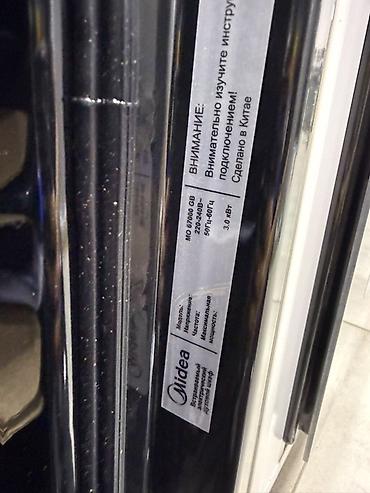 Midea
Встраиваемый
электрический
духовой шкаф
Модель: МО 67000 GB
Напряжение: 220-240В~
Частота: 50Гц-60Гц
Максимальная
мощность: 3.0 кВт
ВНИМАНИЕ:
Внимательно изучите инстру
подключением!
Сделано в Китае